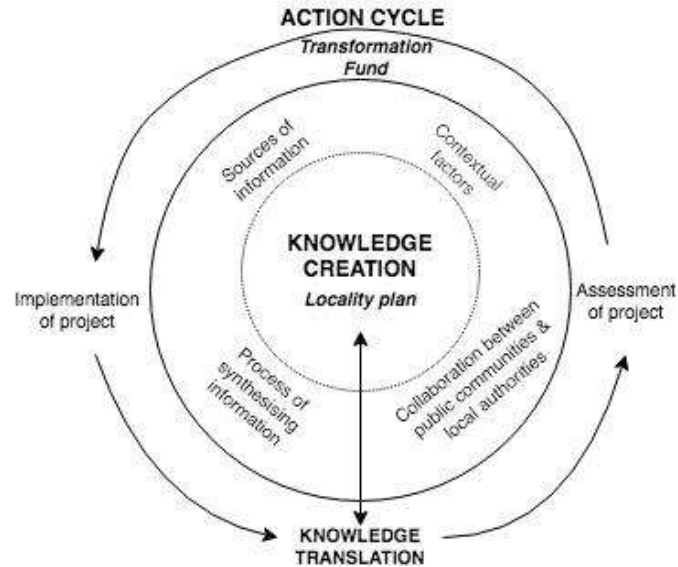 ACTION CYCLE
Transformation
Fund
Sources of
information
Contextual
factors
KNOWLEDGE
CREATION
Locality plan
Implementation
of project
Assessment
of project
Process of
synthesising
information
Collaboration between
public communities &
local authorities
KNOWLEDGE
TRANSLATION